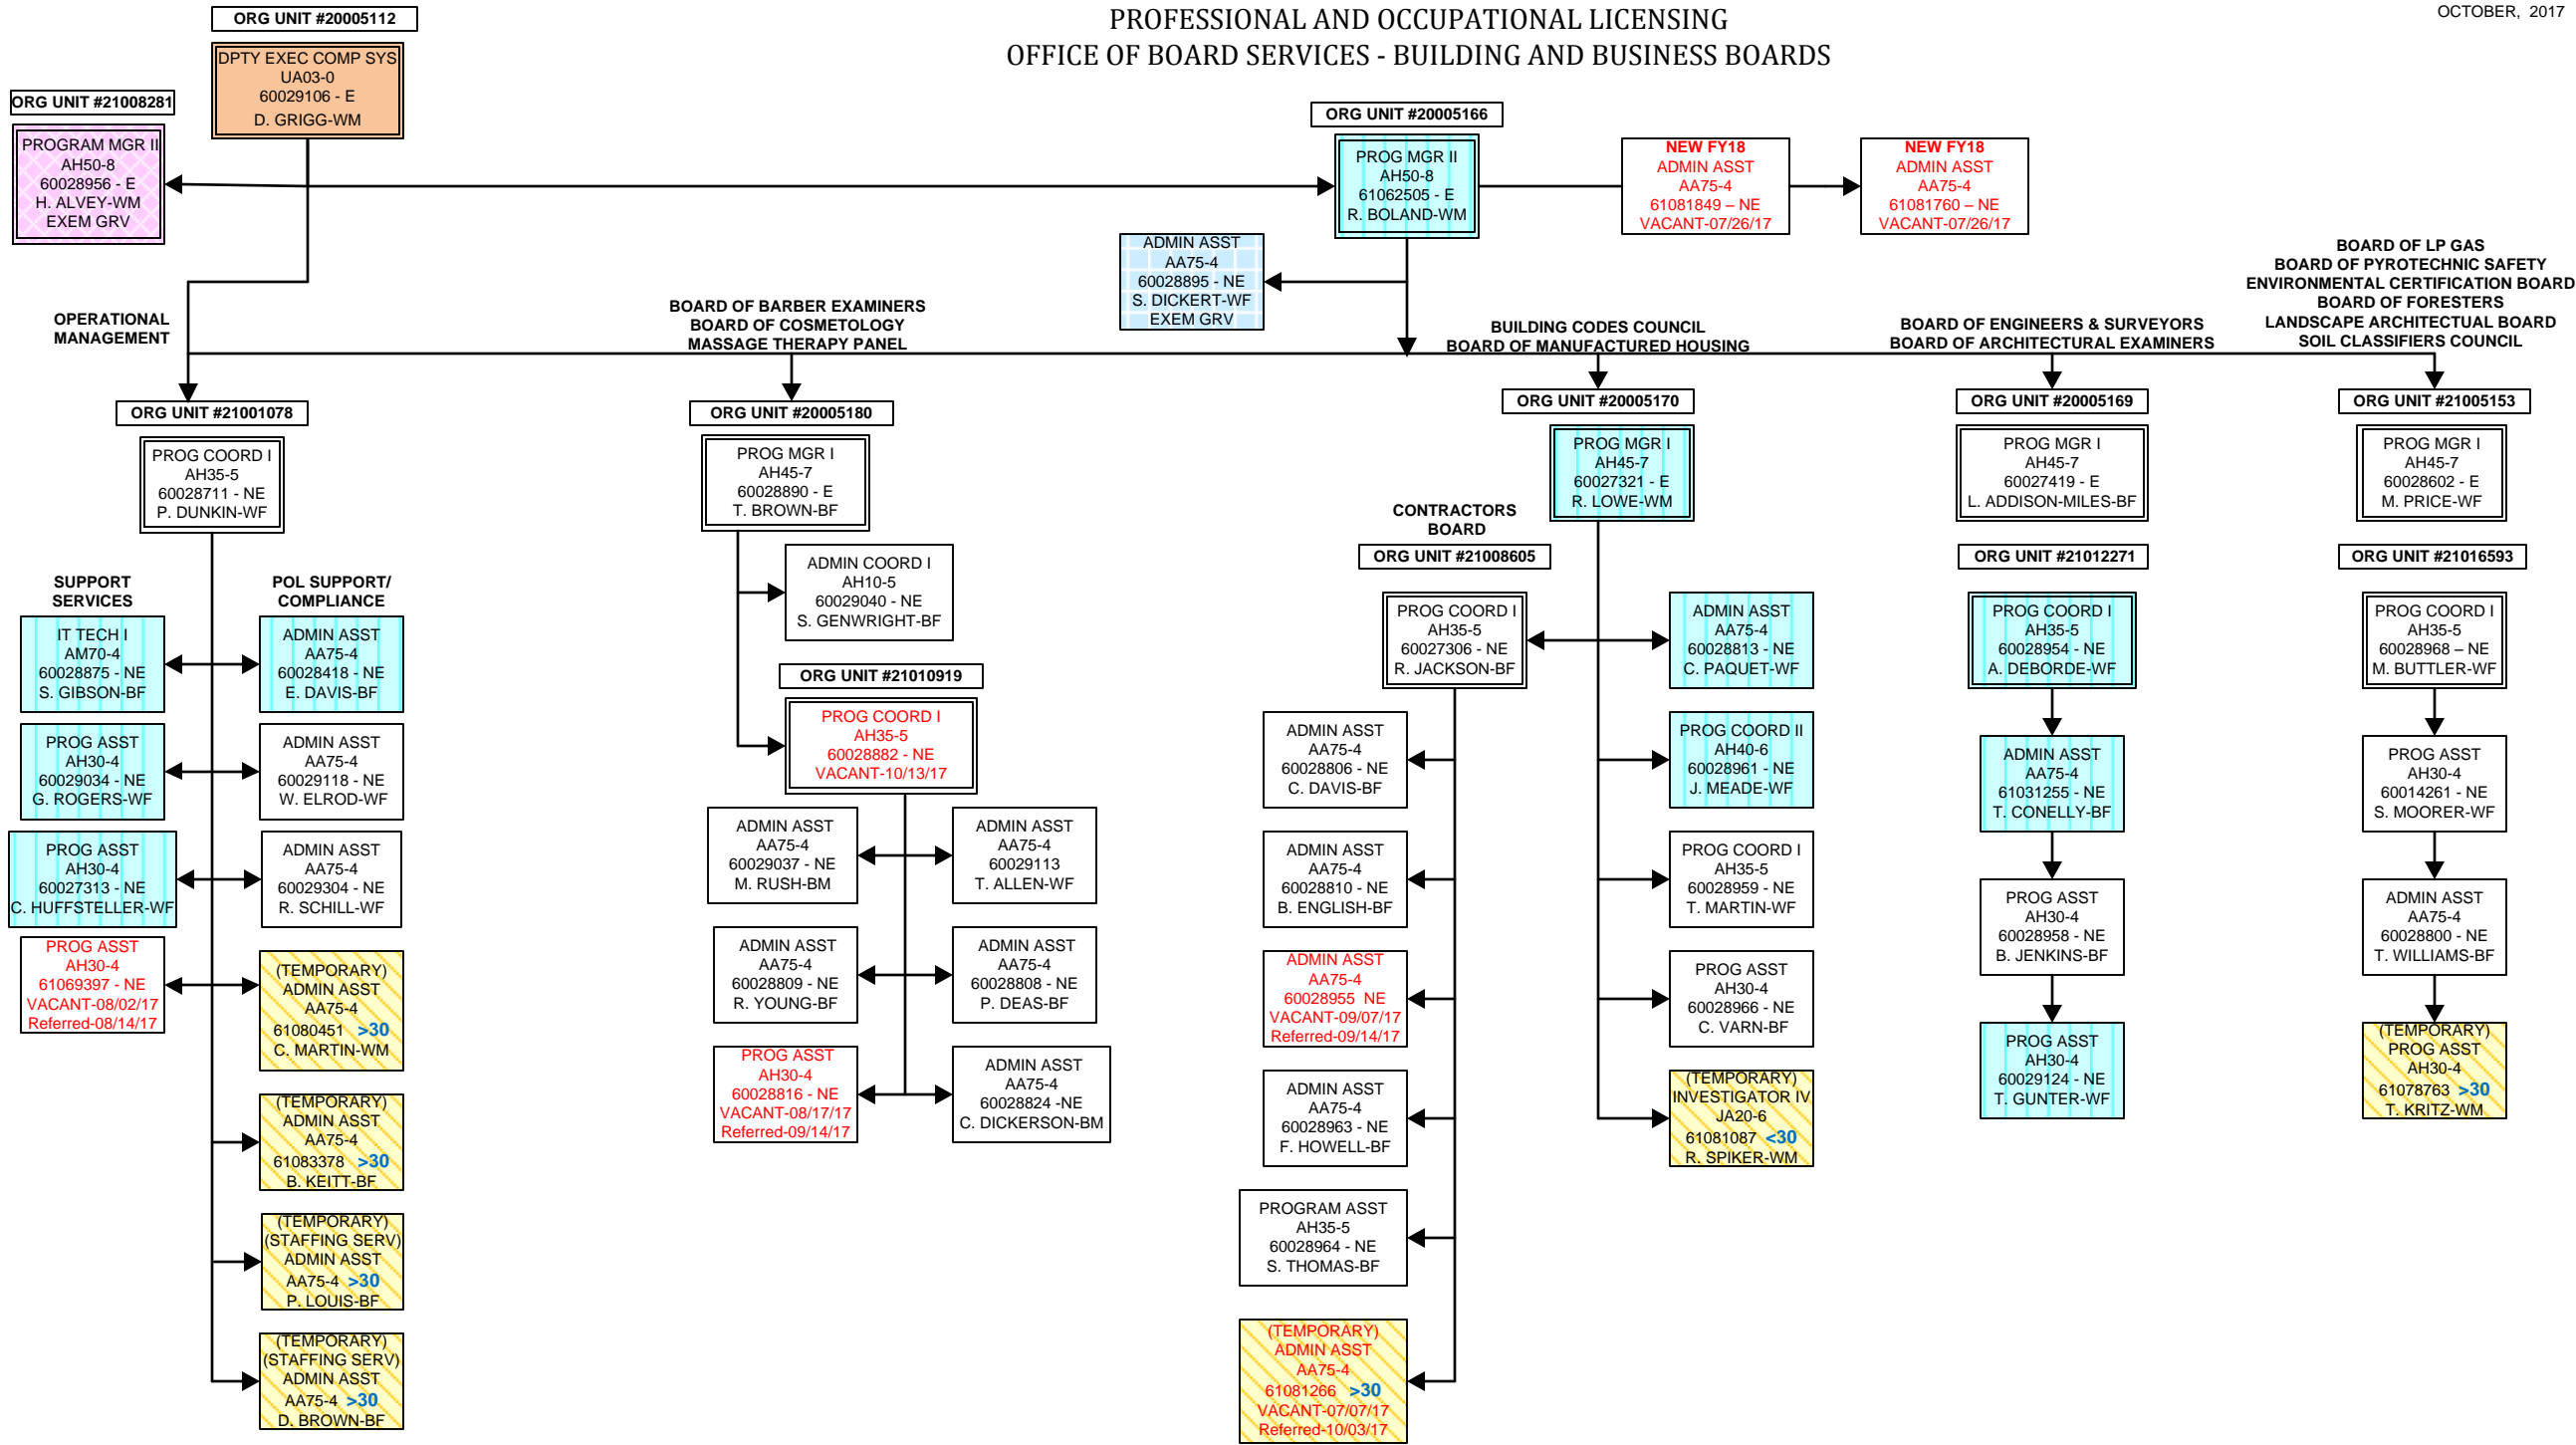 ORG UNIT #20005112
PROFESSIONAL AND OCCUPATIONAL LICENSING
OFFICE OF BOARD SERVICES - BUILDING AND BUSINESS BOARDS
OCTOBER, 2017
DPTY EXEC COMP SYS
UA03-0
60029106 - E
D. GRIGG-WM
ORG UNIT #21008281
PROGRAM MGR II
AH50-8
60028956 - E
H. ALVEY-WM
EXEM GRV
ORG UNIT #20005166
PROG MGR II
AH50-8
61062505 - E
R. BOLAND-WM
NEW FY18
ADMIN ASST
AA75-4
61081849 – NE
VACANT-07/26/17
NEW FY18
ADMIN ASST
AA75-4
61081760 – NE
VACANT-07/26/17
ADMIN ASST
AA75-4
60028895 - NE
S. DICKERT-WF
EXEM GRV
OPERATIONAL
MANAGEMENT
BOARD OF BARBER EXAMINERS
BOARD OF COSMETOLOGY
MASSAGE THERAPY PANEL
BUILDING CODES COUNCIL
BOARD OF MANUFACTURED HOUSING
BOARD OF ENGINEERS & SURVEYORS
BOARD OF ARCHITECTURAL EXAMINERS
BOARD OF LP GAS
BOARD OF PYROTECHNIC SAFETY
ENVIRONMENTAL CERTIFICATION BOARD
BOARD OF FORESTERS
LANDSCAPE ARCHITECTUAL BOARD
SOIL CLASSIFIERS COUNCIL
ORG UNIT #21001078
PROG COORD I
AH35-5
60028711 - NE
P. DUNKIN-WF
SUPPORT
SERVICES
POL SUPPORT/
COMPLIANCE
IT TECH I
AM70-4
60028875 - NE
S. GIBSON-BF
ADMIN ASST
AA75-4
60028418 - NE
E. DAVIS-BF
PROG ASST
AH30-4
60029034 - NE
G. ROGERS-WF
ADMIN ASST
AA75-4
60029118 - NE
W. ELROD-WF
PROG ASST
AH30-4
60027313 - NE
C. HUFFSTELLER-WF
ADMIN ASST
AA75-4
60029304 - NE
R. SCHILL-WF
PROG ASST
AH30-4
61069397 - NE
VACANT-08/02/17
Referred-08/14/17
(TEMPORARY)
ADMIN ASST
AA75-4
61080451 >30
C. MARTIN-WM
(TEMPORARY)
ADMIN ASST
AA75-4
61083378 >30
B. KEITT-BF
(TEMPORARY)
(STAFFING SERV)
ADMIN ASST
AA75-4 >30
P. LOUIS-BF
(TEMPORARY)
(STAFFING SERV)
ADMIN ASST
AA75-4 >30
D. BROWN-BF
ORG UNIT #20005180
PROG MGR I
AH45-7
60028890 - E
T. BROWN-BF
ADMIN COORD I
AH10-5
60029040 - NE
S. GENWRIGHT-BF
ORG UNIT #21010919
PROG COORD I
AH35-5
60028882 - NE
VACANT-10/13/17
ADMIN ASST
AA75-4
60029037 - NE
M. RUSH-BM
ADMIN ASST
AA75-4
60029113
T. ALLEN-WF
ADMIN ASST
AA75-4
60028809 - NE
R. YOUNG-BF
ADMIN ASST
AA75-4
60028808 - NE
P. DEAS-BF
PROG ASST
AH30-4
60028816 - NE
VACANT-08/17/17
Referred-09/14/17
ADMIN ASST
AA75-4
60028824 -NE
C. DICKERSON-BM
ORG UNIT #20005170
PROG MGR I
AH45-7
60027321 - E
R. LOWE-WM
CONTRACTORS
BOARD
ORG UNIT #21008605
PROG COORD I
AH35-5
60027306 - NE
R. JACKSON-BF
ADMIN ASST
AA75-4
60028806 - NE
C. DAVIS-BF
ADMIN ASST
AA75-4
60028810 - NE
B. ENGLISH-BF
ADMIN ASST
AA75-4
60028955 NE
VACANT-09/07/17
Referred-09/14/17
ADMIN ASST
AA75-4
60028963 - NE
F. HOWELL-BF
PROGRAM ASST
AH35-5
60028964 - NE
S. THOMAS-BF
(TEMPORARY)
ADMIN ASST
AA75-4
61081266 >30
VACANT-07/07/17
Referred-10/03/17
ADMIN ASST
AA75-4
60028813 - NE
C. PAQUET-WF
PROG COORD II
AH40-6
60028961 - NE
J. MEADE-WF
PROG COORD I
AH35-5
60028959 - NE
T. MARTIN-WF
PROG ASST
AH30-4
60028966 - NE
C. VARN-BF
(TEMPORARY)
INVESTIGATOR IV
JA20-6
61081087 <30
R. SPIKER-WM
ORG UNIT #20005169
PROG MGR I
AH45-7
60027419 - E
L. ADDISON-MILES-BF
ORG UNIT #21012271
PROG COORD I
AH35-5
60028954 - NE
A. DEBORDE-WF
ADMIN ASST
AA75-4
61031255 - NE
T. CONELLY-BF
PROG ASST
AH30-4
60028958 - NE
B. JENKINS-BF
PROG ASST
AH30-4
60029124 - NE
T. GUNTER-WF
ORG UNIT #21005153
PROG MGR I
AH45-7
60028602 - E
M. PRICE-WF
ORG UNIT #21016593
PROG COORD I
AH35-5
60028968 – NE
M. BUTTLER-WF
PROG ASST
AH30-4
60014261 - NE
S. MOORER-WF
ADMIN ASST
AA75-4
60028800 - NE
T. WILLIAMS-BF
(TEMPORARY)
PROG ASST
AH30-4
61078763 >30
T. KRITZ-WM